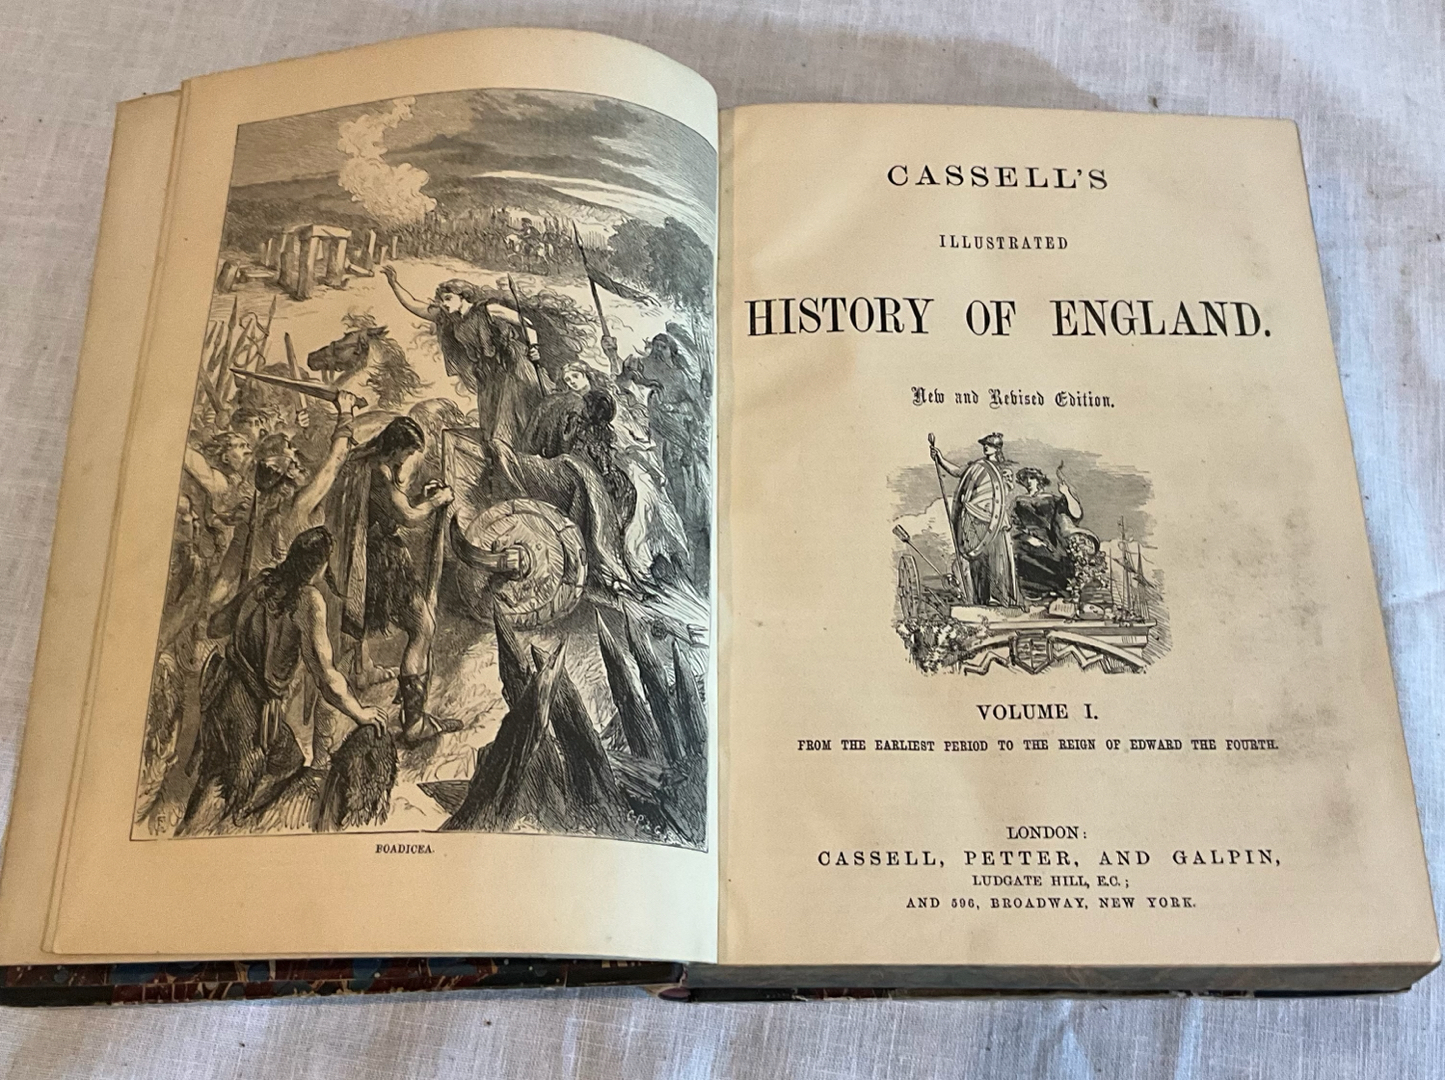 BOADICEA.
CASSELL'S
ILLUSTRATED
HISTORY OF ENGLAND.
New and Revised Edition.
VOLUME I.
FROM THE EARLIEST PERIOD TO THE REIGN OF EDWARD THE FOURTH.
LONDON:
CASSELL, PETTER, AND GALPIN,
LUDGATE HILL, E.C.;
AND 596, BROADWAY, NEW YORK.